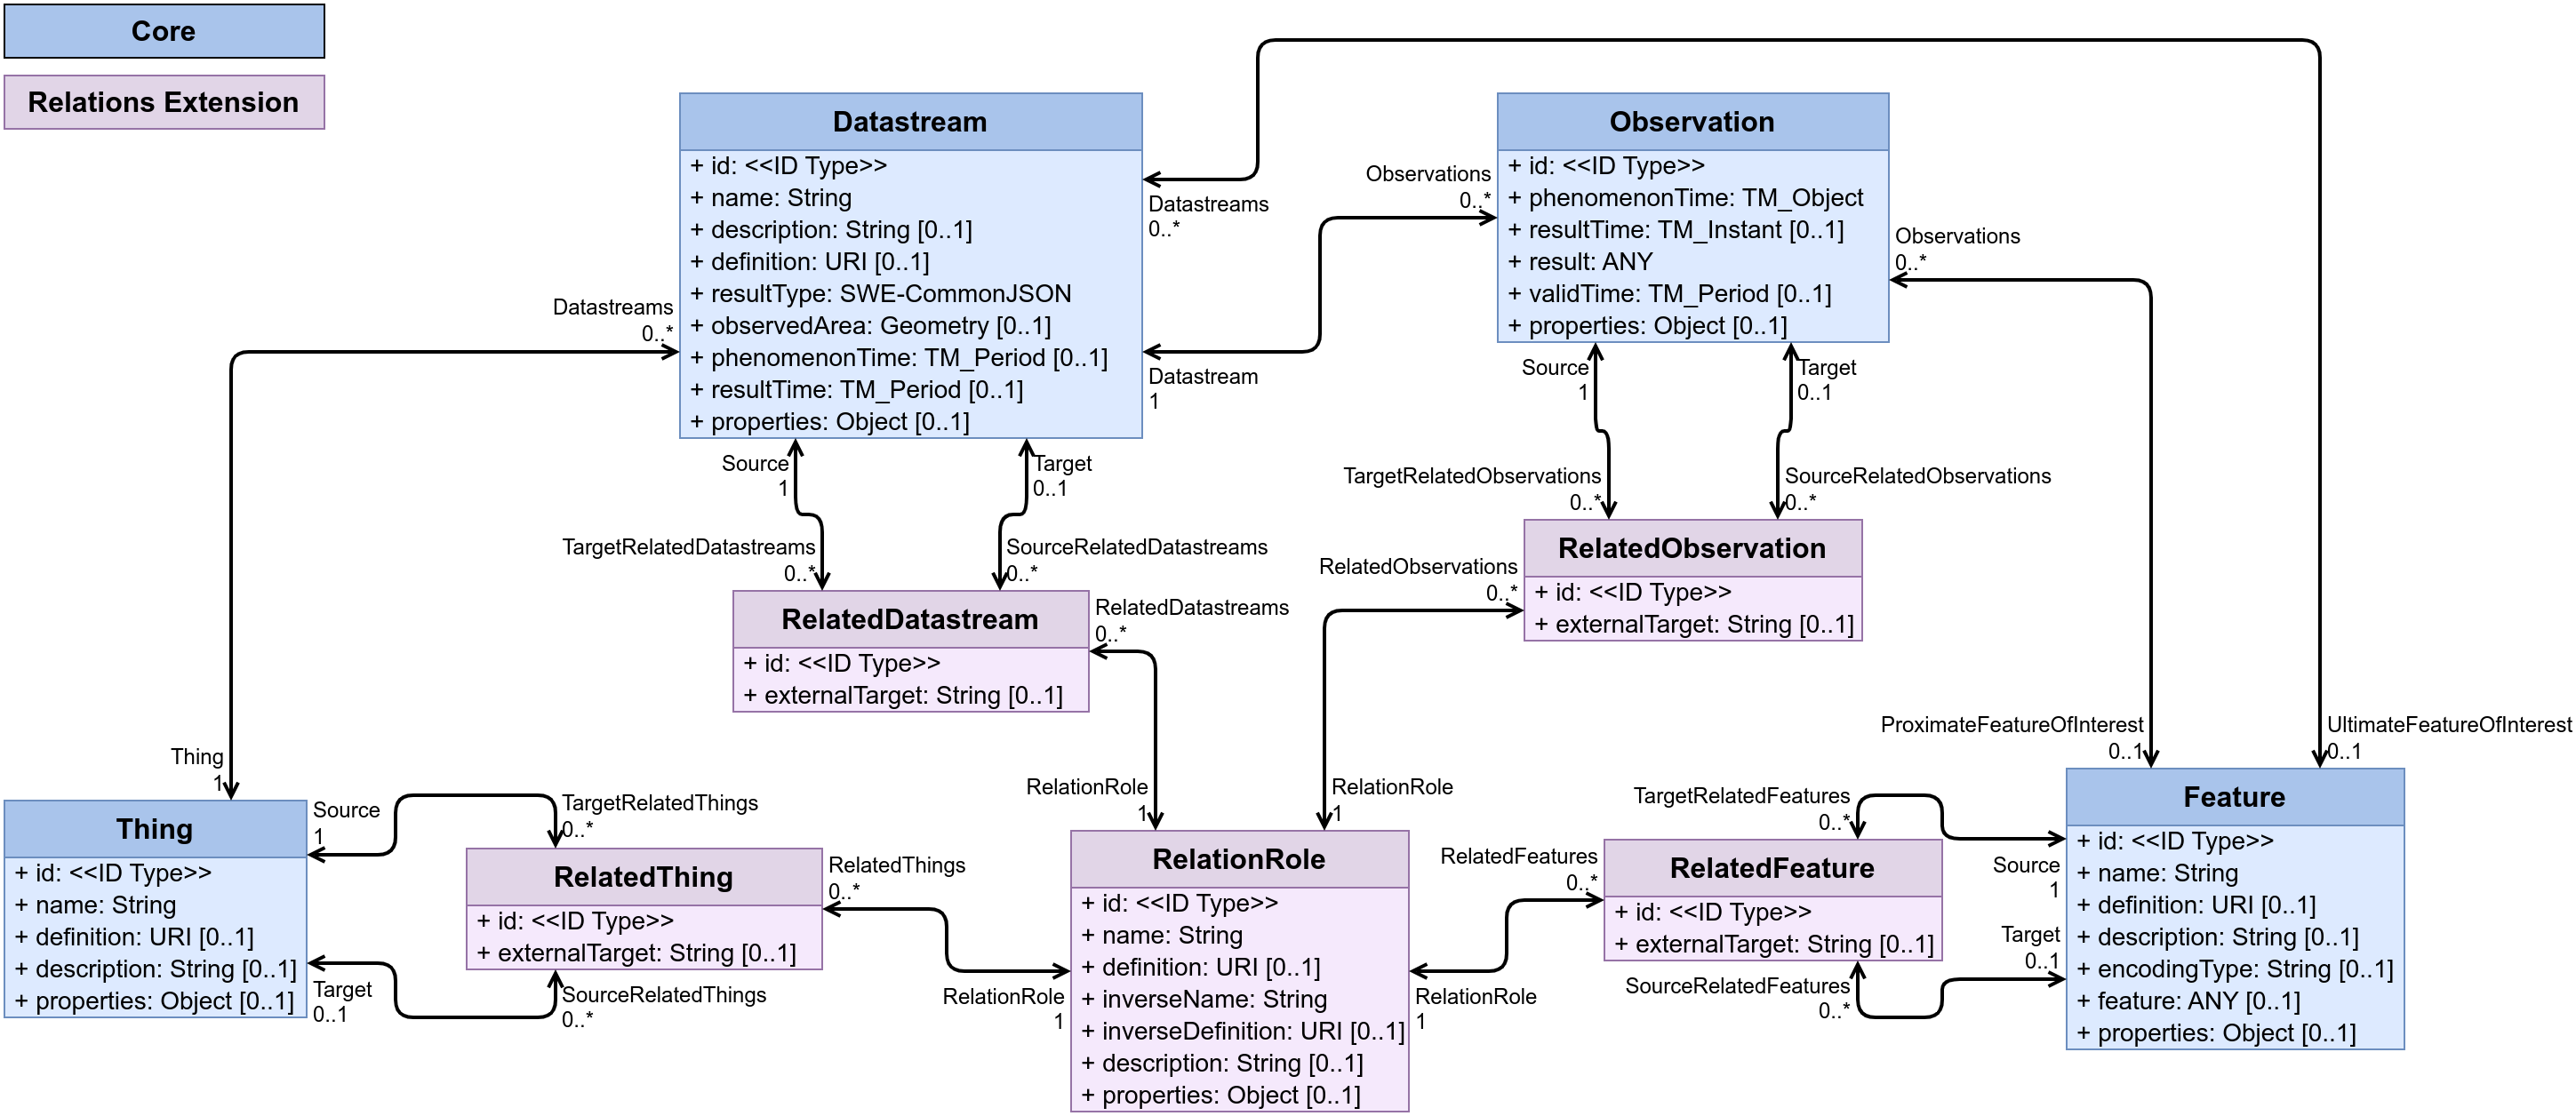 Core
Relations Extension
Datastream
+ id: <<ID Type>>
+ name: String
+ description: String [0..1]
+ definition: URI [0..1]
+ resultType: SWE-CommonJSON
+ observedArea: Geometry [0..1]
+ phenomenonTime: TM_Period [0..1]
+ resultTime: TM_Period [0..1]
+ properties: Object [0..1]
Observation
+ id: <<ID Type>>
+ phenomenonTime: TM_Object
+ resultTime: TM_Instant [0..1]
+ result: ANY
+ validTime: TM_Period [0..1]
+ properties: Object [0..1]
Datastreams
0..*
Observations
0..*
Observations
0..*
Datastreams
0..*
Datastream
1
Source
1
Target
0..1
Source
1
Target
0..1
TargetRelatedDatastreams
0..*
SourceRelatedDatastreams
0..*
TargetRelatedObservations
0..*
SourceRelatedObservations
0..*
RelatedDatastream
+ id: <<ID Type>>
+ externalTarget: String [0..1]
RelatedDatastreams
0..*
RelatedObservations
0..*
RelatedObservation
+ id: <<ID Type>>
+ externalTarget: String [0..1]
Thing
1
RelationRole
1
RelationRole
1
ProximateFeatureOfInterest
0..1
UltimateFeatureOfInterest
0..1
Thing
+ id: <<ID Type>>
+ name: String
+ definition: URI [0..1]
+ description: String [0..1]
+ properties: Object [0..1]
Source
1
Target
0..1
TargetRelatedThings
0..*
RelatedThing
+ id: <<ID Type>>
+ externalTarget: String [0..1]
SourceRelatedThings
0..*
RelatedThings
0..*
RelationRole
1
RelationRole
+ id: <<ID Type>>
+ name: String
+ definition: URI [0..1]
+ inverseName: String
+ inverseDefinition: URI [0..1]
+ description: String [0..1]
+ properties: Object [0..1]
RelatedFeatures
0..*
RelationRole
1
TargetRelatedFeatures
0..*
RelatedFeature
+ id: <<ID Type>>
+ externalTarget: String [0..1]
SourceRelatedFeatures
0..*
Source
1
Target
0..1
Feature
+ id: <<ID Type>>
+ name: String
+ definition: URI [0..1]
+ description: String [0..1]
+ encodingType: String [0..1]
+ feature: ANY [0..1]
+ properties: Object [0..1]